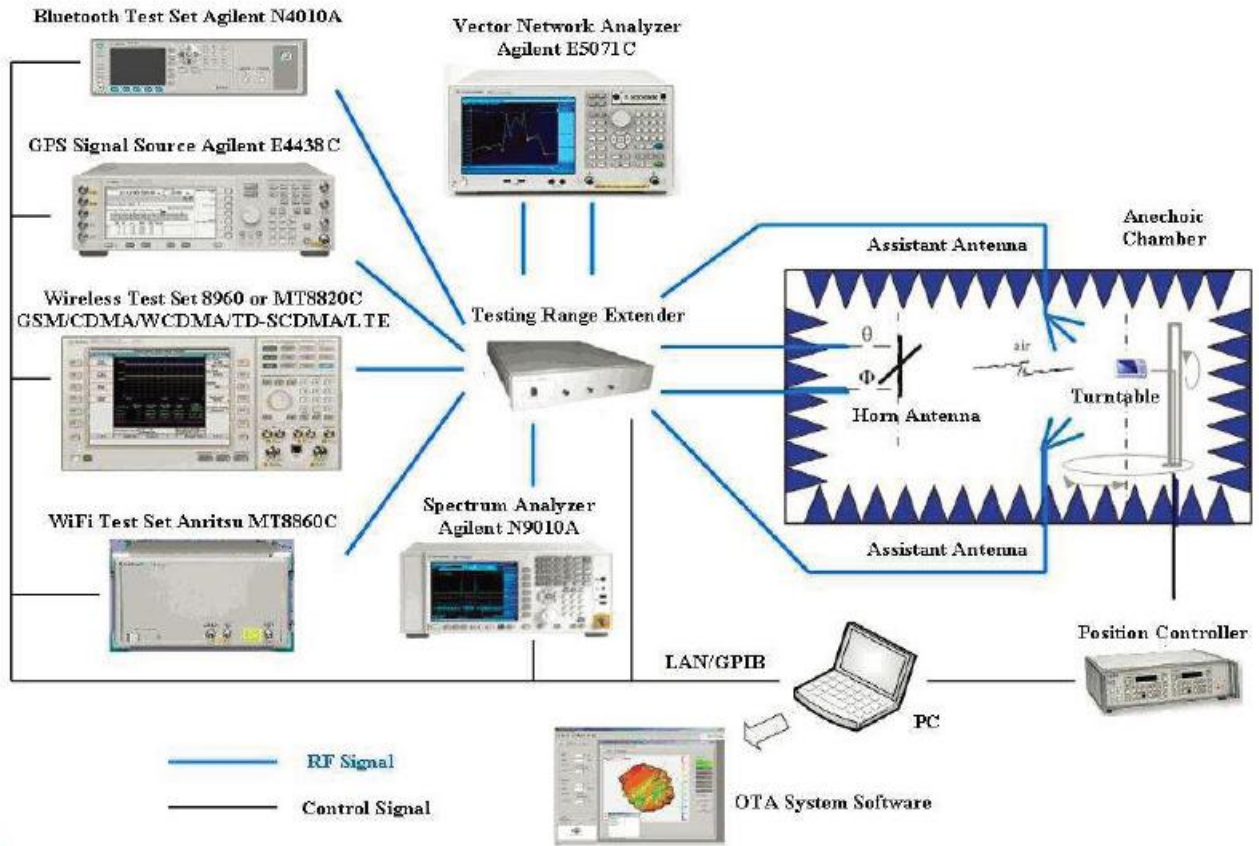 Bluetooth Test Set Agilent N4010A
Vector Network Analyzer
Agilent E5071C
GPS Signal Source Agilent E4438C
Wireless Test Set 8960 or MT8820C
GSM/CDMA/WCDMA/TD-SCDMA/LTE
Testing Range Extender
Assistant Antenna
Anechoic
Chamber
θ
air
Φ
Horn Antenna
Turntable
WiFi Test Set Anritsu MT8860C
Spectrum Analyzer
Agilent N9010A
Assistant Antenna
Position Controller
LAN/GPIB
PC
RF Signal
Control Signal
OTA System Software